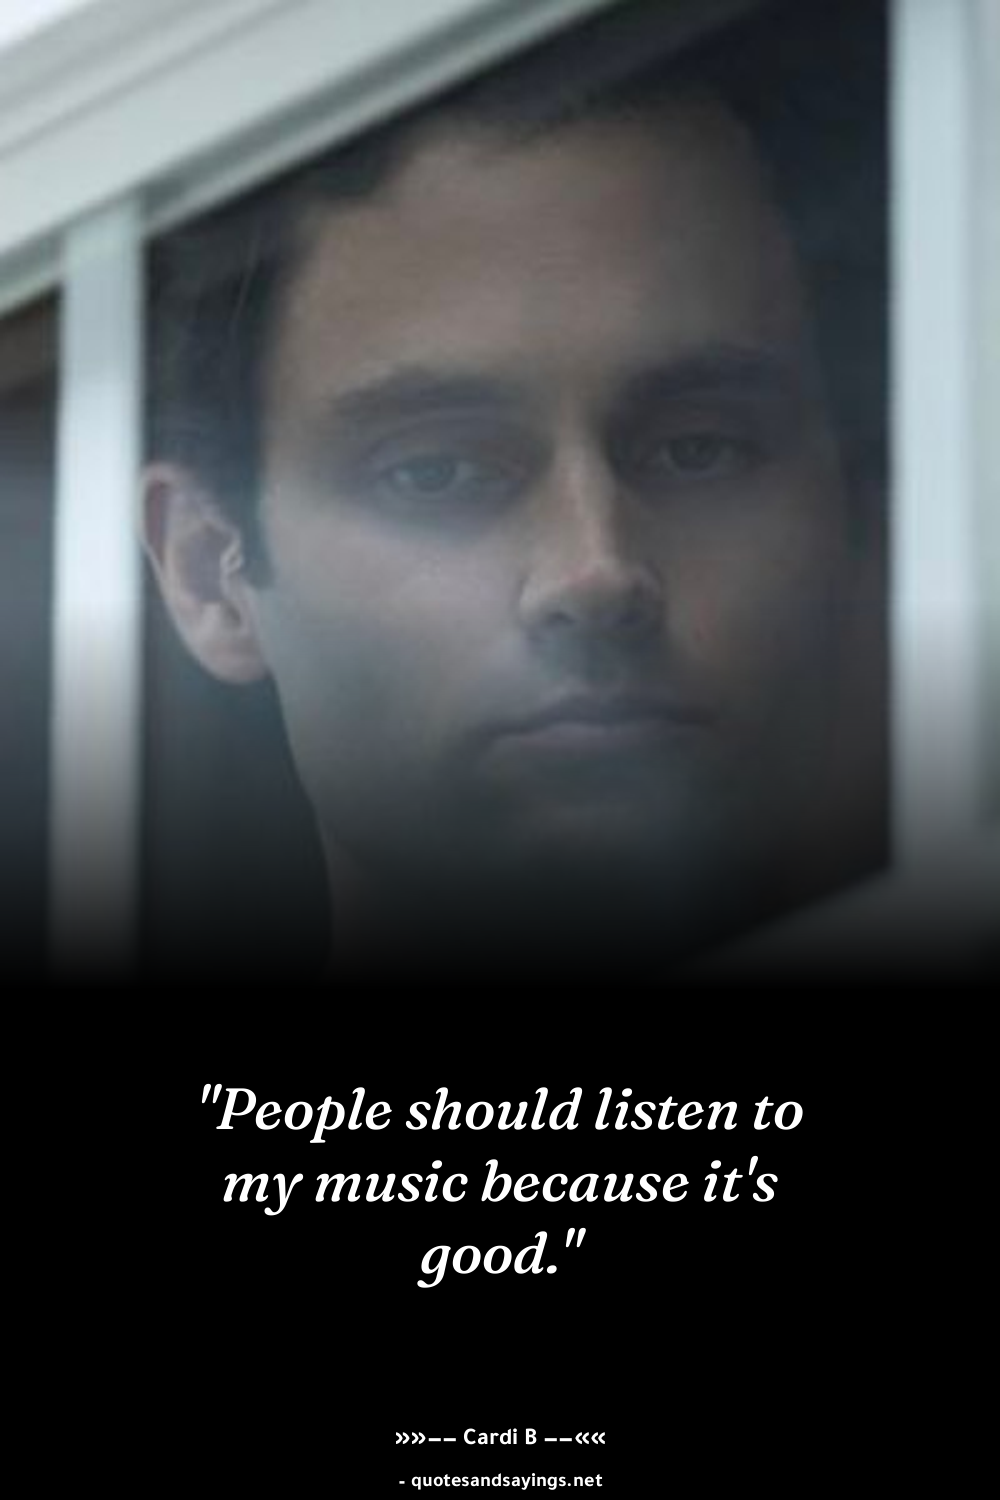 "People should listen to
my music because it's
good."
»»−− Cardi B −−««
- quotesandsayings.net